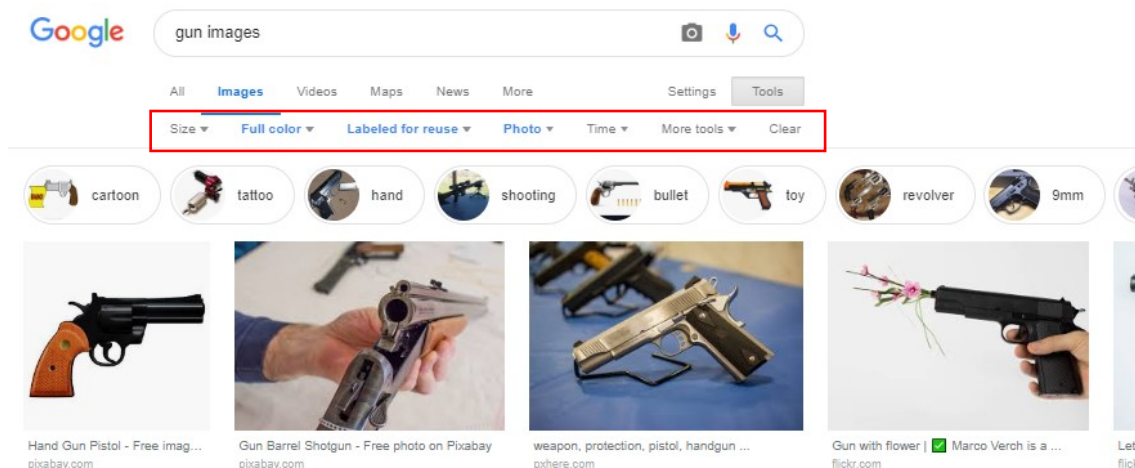 Google gun images
All Images Videos Maps News More Settings Tools
Size Full color Labeled for reuse Photo Time More tools Clear
cartoon tattoo hand shooting bullet toy revolver 9mm
Hand Gun Pistol - Free imag... Gun Barrel Shotgun - Free photo on Pixabay weapon, protection, pistol, handgun ... Gun with flower | ✅ Marco Verch is a ... Let
pixabay.com pixabay.com pxhere.com flickr.com flick